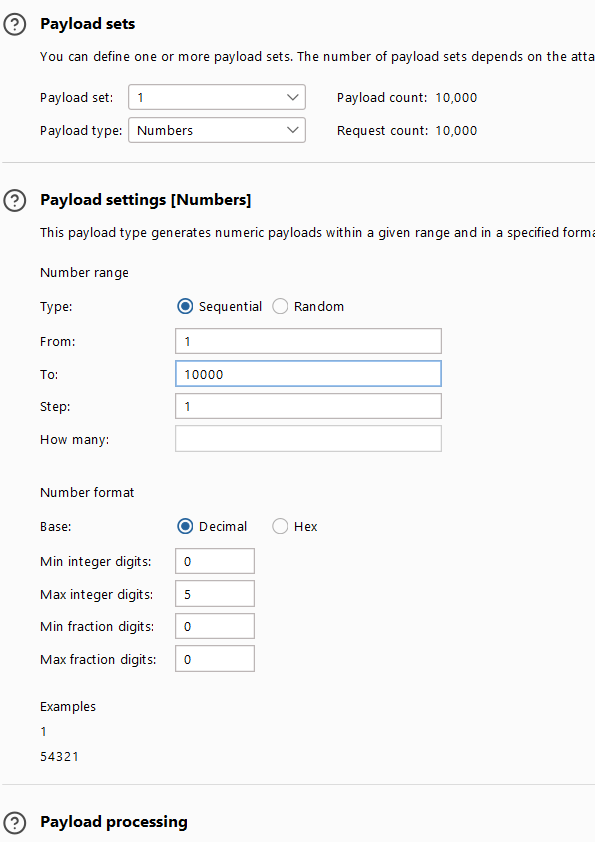 Payload sets
You can define one or more payload sets. The number of payload sets depends on the atta
Payload set: 1 Payload count: 10,000
Payload type: Numbers Request count: 10,000
Payload settings [Numbers]
This payload type generates numeric payloads within a given range and in a specified forma
Number range
Type: Sequential Random
From: 1
To: 10000
Step: 1
How many:
Number format
Base: Decimal Hex
Min integer digits: 0
Max integer digits: 5
Min fraction digits: 0
Max fraction digits: 0
Examples
1
54321
Payload processing